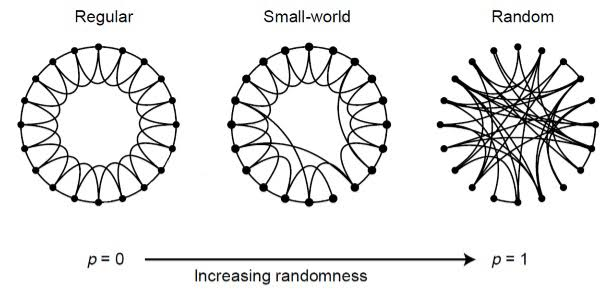 Regular
Small-world
Random
p = 0
Increasing randomness
p = 1